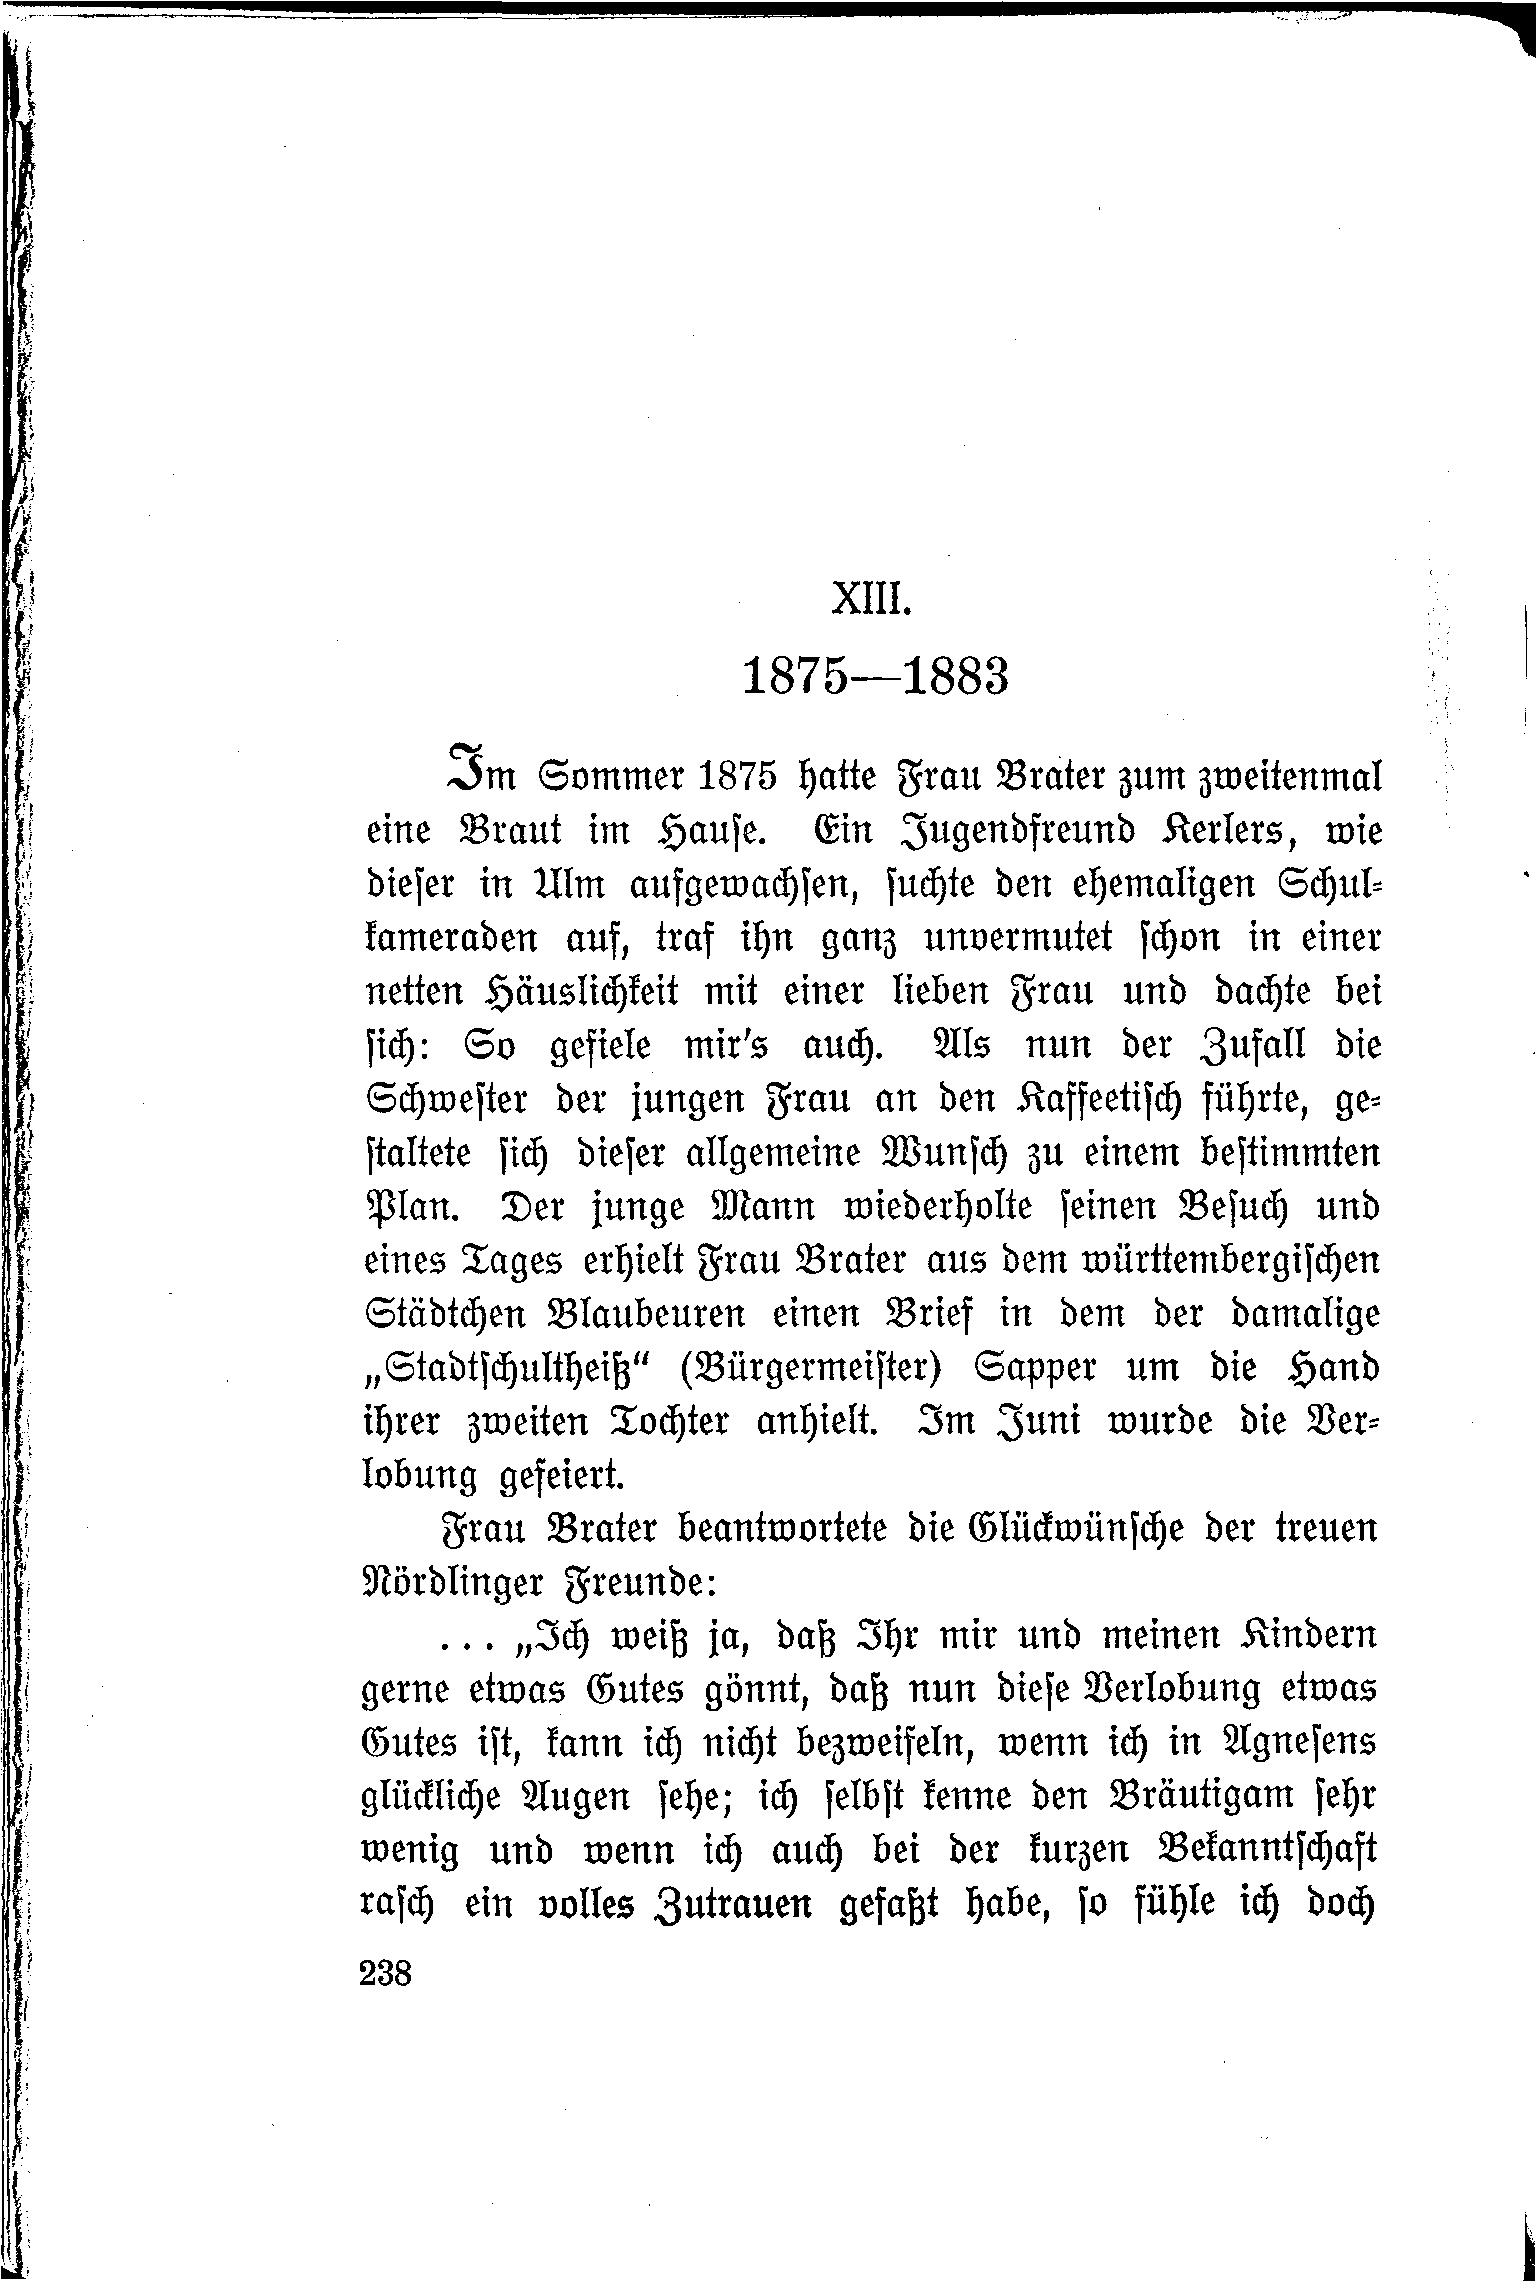 XIII.
1875—1883
Im Sommer 1875 hatte Frau Brater zum zweitenmal
eine Braut im Hause. Ein Jugendfreund Kerlers, wie
dieser in Ulm aufgewachsen, suchte den ehemaligen Schul-
kameraden auf, traf ihn ganz unvermutet schon in einer
netten Häuslichkeit mit einer lieben Frau und dachte bei
sich: So gefiele mir's auch. Als nun der Zufall die
Schwester der jungen Frau an den Kaffeetisch führte, ge-
staltete sich dieser allgemeine Wunsch zu einem bestimmten
Plan. Der junge Mann wiederholte seinen Besuch und
eines Tages erhielt Frau Brater aus dem württembergischen
Städtchen Blaubeuren einen Brief in dem der damalige
„Stadtschultheiß“ (Bürgermeister) Sapper um die Hand
ihrer zweiten Tochter anhielt. Im Juni wurde die Ver-
lobung gefeiert.
Frau Brater beantwortete die Glückwünsche der treuen
Nördlinger Freunde:
... „Ich weiß ja, daß Ihr mir und meinen Kindern
gerne etwas Gutes gönnt, daß nun diese Verlobung etwas
Gutes ist, kann ich nicht bezweifeln, wenn ich in Agnesens
glückliche Augen sehe; ich selbst kenne den Bräutigam sehr
wenig und wenn ich auch bei der kurzen Bekanntschaft
rasch ein volles Zutrauen gefaßt habe, so fühle ich doch
238